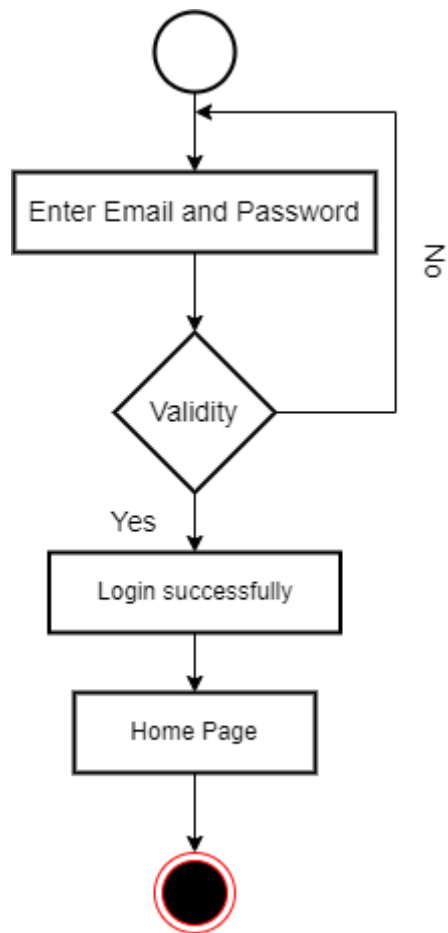 Enter Email and Password
No
Validity
Yes
Login successfully
Home Page